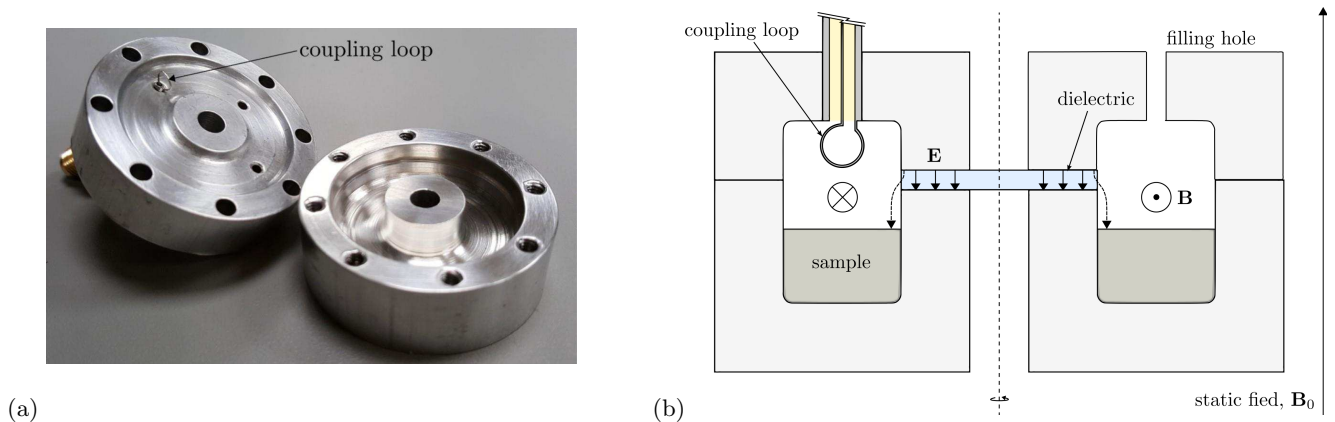 coupling loop
(a)
coupling loop
filling hole
dielectric
E
B
sample
static fied, B₀
(b)